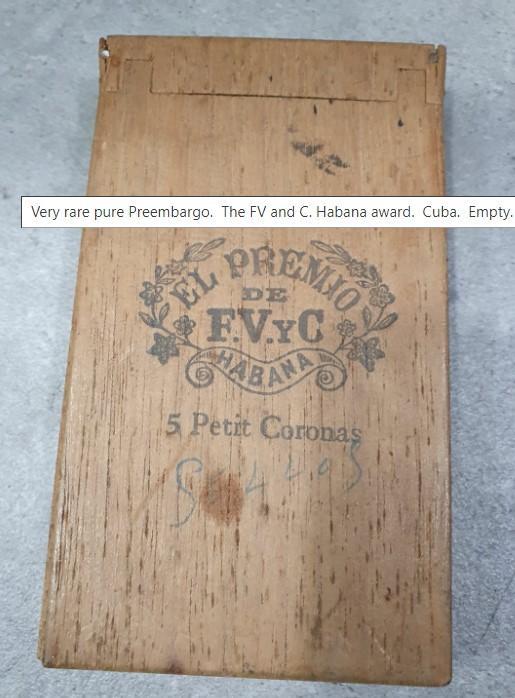 Very rare pure Preembargo. The FV and C. Habana award. Cuba. Empty.
EL PREMIO
DE
F.V.YC
HABANA
5 Petit Coronas
SELLOS